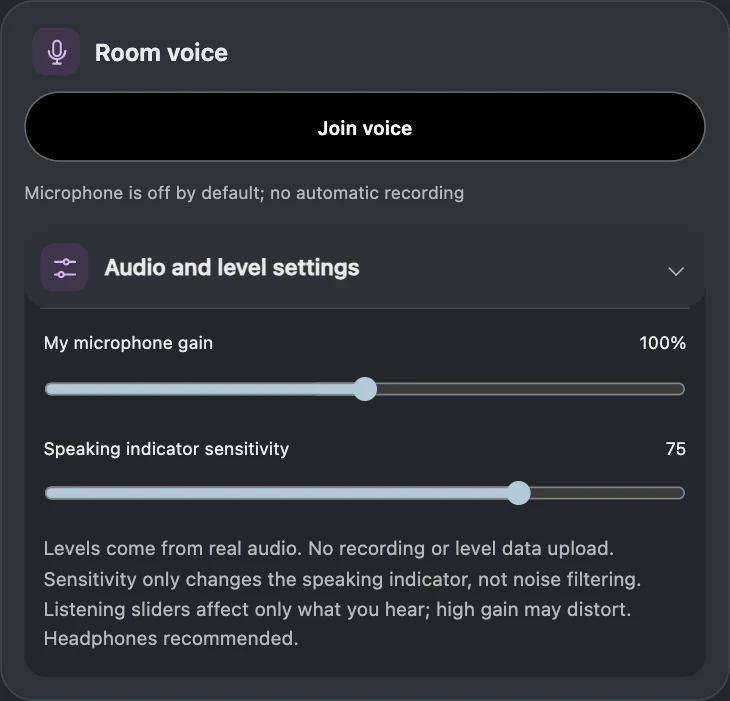 Room voice
Join voice
Microphone is off by default; no automatic recording
Audio and level settings
My microphone gain 100%
Speaking indicator sensitivity 75
Levels come from real audio. No recording or level data upload.
Sensitivity only changes the speaking indicator, not noise filtering.
Listening sliders affect only what you hear; high gain may distort.
Headphones recommended.